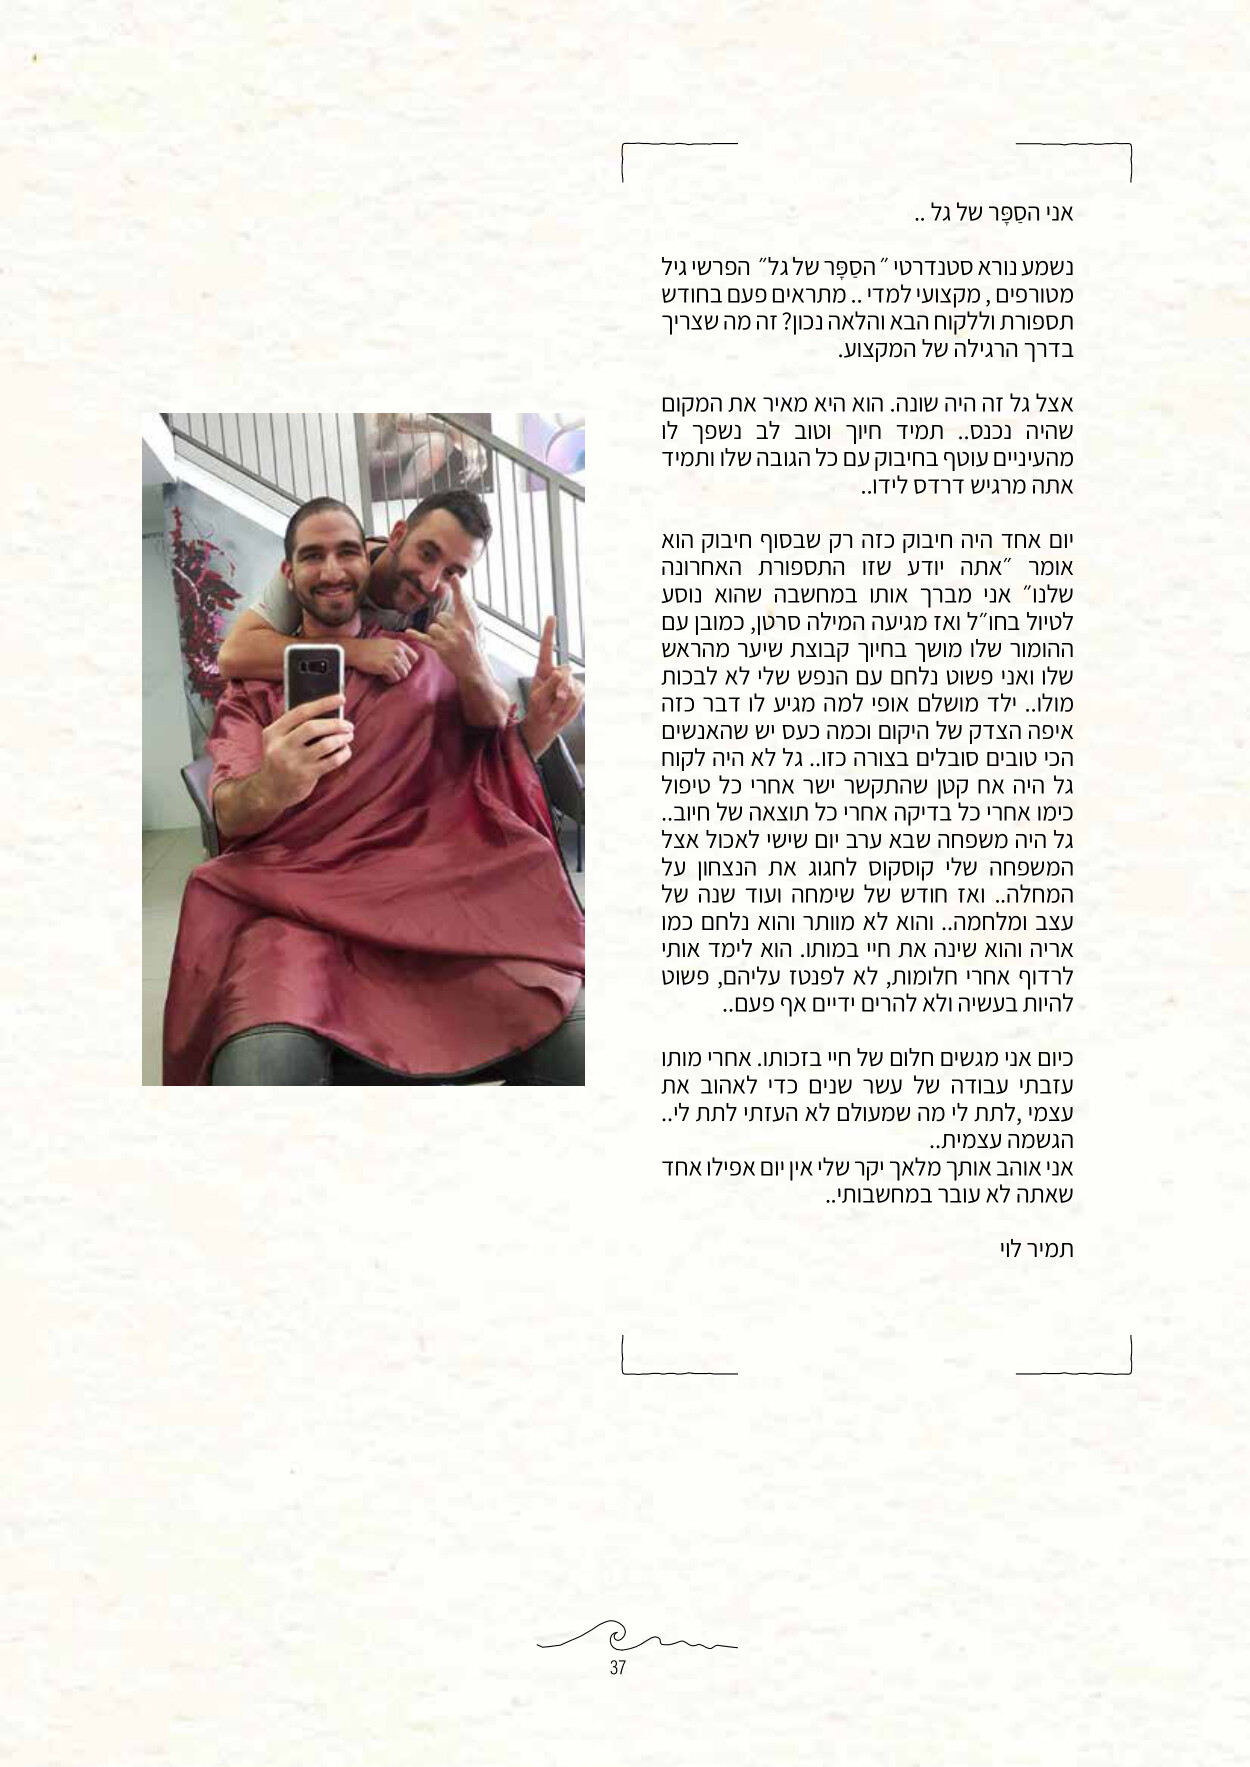 אני הסַפָּר של גל ..
נשמע נורא סטנדרטי ״ הסַפָּר של גל״ הפרשי גיל
מטורפים , מקצועי למדי .. מתראים פעם בחודש
תספורת וללקוח הבא והלאה נכון? זה מה שצריך
בדרך הרגילה של המקצוע.
אצל גל זה היה שונה. הוא היא מאיר את המקום
שהיה נכנס.. תמיד חיוך וטוב לב נשפך לו
מהעיניים עוטף בחיבוק עם כל הגובה שלו ותמיד
אתה מרגיש דרדס לידו..
יום אחד היה חיבוק כזה רק שבסוף חיבוק הוא
אומר ״אתה יודע שזו התספורת האחרונה
שלנו״ אני מברך אותו במחשבה שהוא נוסע
לטיול בחו״ל ואז מגיעה המילה סרטן, כמובן עם
ההומור שלו מושך בחיוך קבוצת שיער מהראש
שלו ואני פשוט נלחם עם הנפש שלי לא לבכות
מולו.. ילד מושלם אופי למה מגיע לו דבר כזה
איפה הצדק של היקום וכמה כעס יש שהאנשים
הכי טובים סובלים בצורה כזו.. גל לא היה לקוח
גל היה אח קטן שהתקשר ישר אחרי כל טיפול
כימו אחרי כל בדיקה אחרי כל תוצאה של חיוב..
גל היה משפחה שבא ערב יום שישי לאכול אצל
המשפחה שלי קוסקוס לחגוג את הנצחון על
המחלה.. ואז חודש של שימחה ועוד שנה של
עצב ומלחמה.. והוא לא מוותר והוא נלחם כמו
אריה והוא שינה את חיי במותו. הוא לימד אותי
לרדוף אחרי חלומות, לא לפנטז עליהם, פשוט
להיות בעשיה ולא להרים ידיים אף פעם..
כיום אני מגשים חלום של חיי בזכותו. אחרי מותו
עזבתי עבודה של עשר שנים כדי לאהוב את
עצמי ,לתת לי מה שמעולם לא העזתי לתת לי..
הגשמה עצמית..
אני אוהב אותך מלאך יקר שלי אין יום אפילו אחד
שאתה לא עובר במחשבותי..
תמיר לוי
37